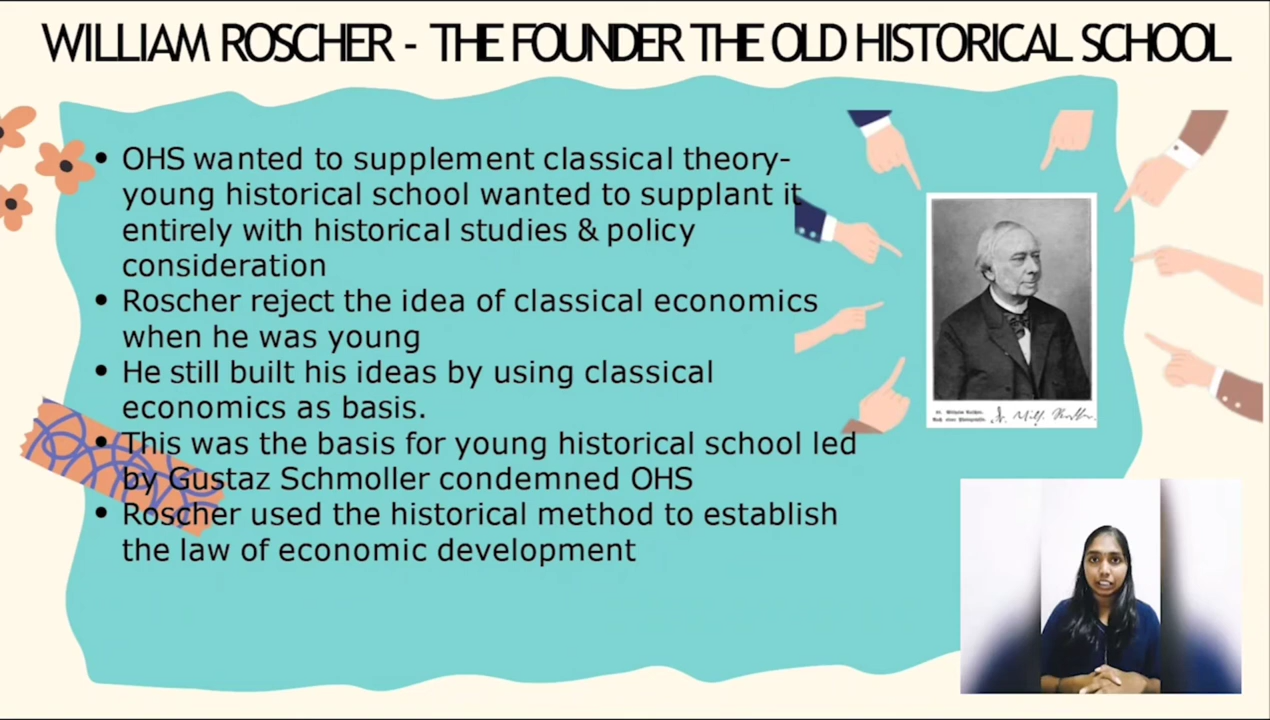 WILLIAM ROSCHER - THE FOUNDER THE OLD HISTORICAL SCHOOL
• OHS wanted to supplement classical theory-
young historical school wanted to supplant it
entirely with historical studies & policy
consideration
• Roscher reject the idea of classical economics
when he was young
• He still built his ideas by using classical
economics as basis.
• This was the basis for young historical school led
by Gustaz Schmoller condemned OHS
• Roscher used the historical method to establish
the law of economic development